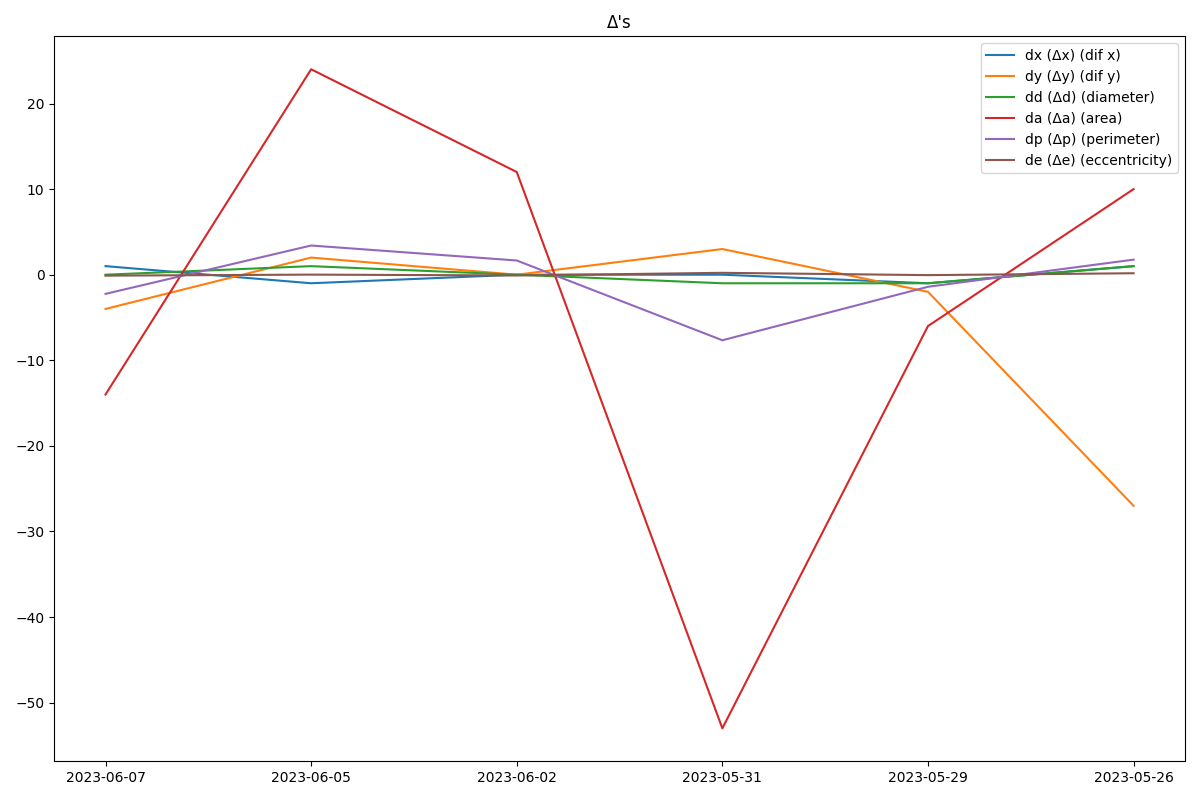 Δ's
dx (Δx) (dif x)
dy (Δy) (dif y)
dd (Δd) (diameter)
da (Δa) (area)
dp (Δp) (perimeter)
de (Δe) (eccentricity)
20
10
0
−10
−20
−30
−40
−50
2023-06-07 2023-06-05 2023-06-02 2023-05-31 2023-05-29 2023-05-26